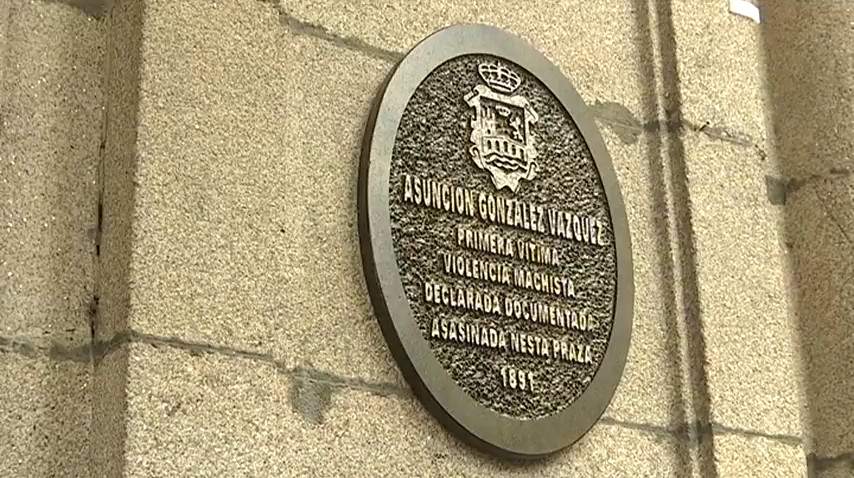 ASUNCION GONZALEZ VAZQUEZ
PRIMERA VITIMA
VIOLENCIA MACHISTA
DECLARADA DOCUMENTADA
ASASINADA NESTA PRAZA
1891